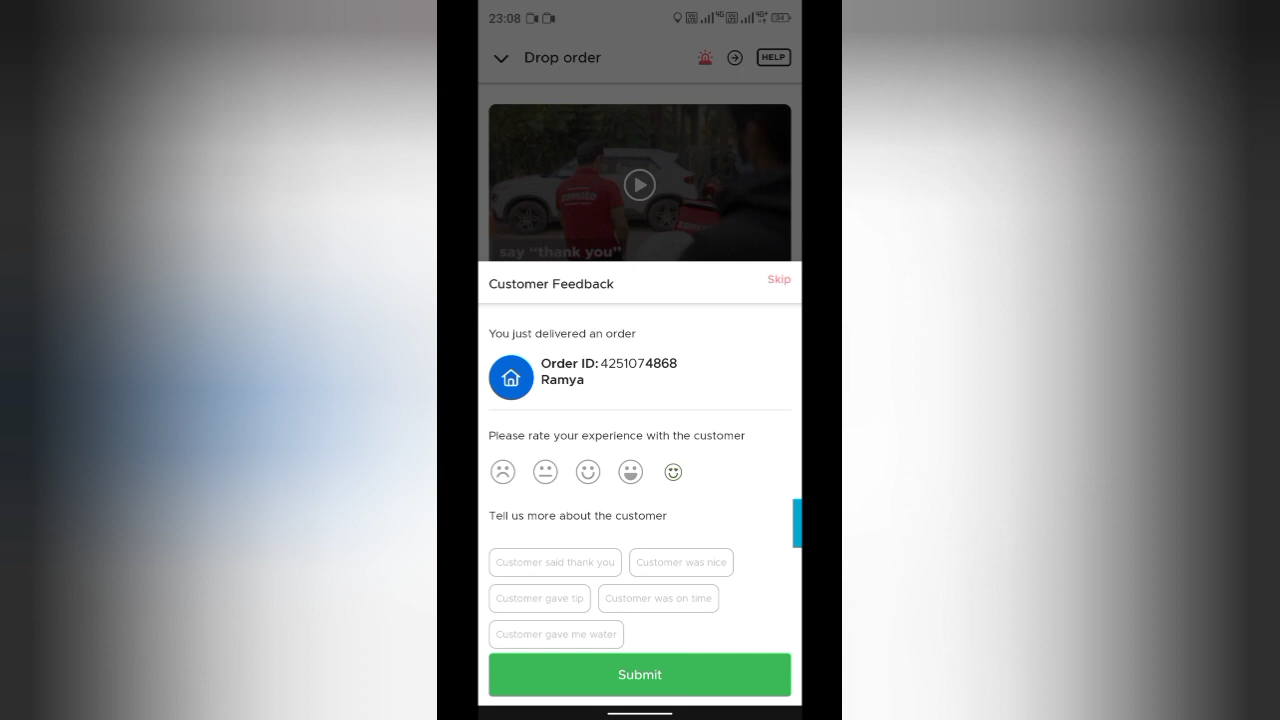 23:08
Drop order
HELP
zomato
say “thank you”
Customer Feedback
Skip
You just delivered an order
Order ID: 4251074868
Ramya
Please rate your experience with the customer
Tell us more about the customer
Customer said thank you
Customer was nice
Customer gave tip
Customer was on time
Customer gave me water
Submit